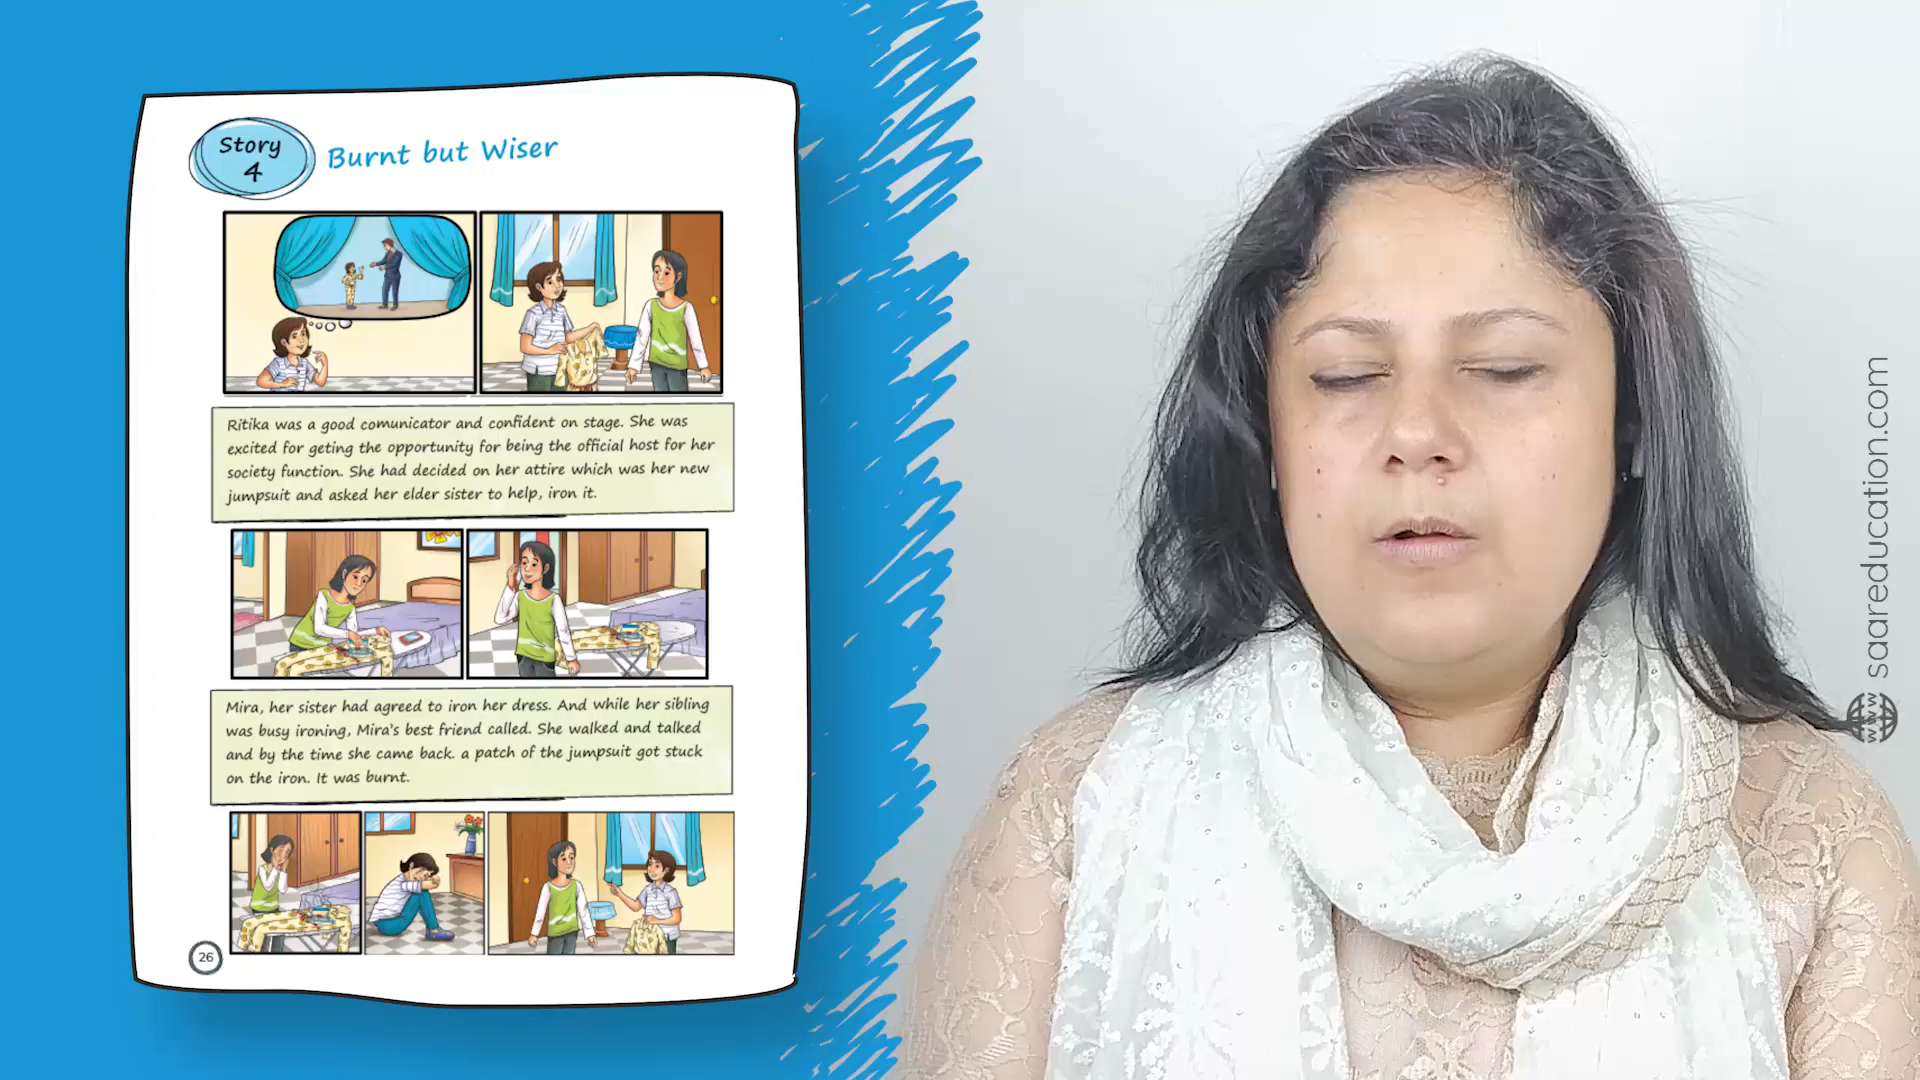 Story
4
Burnt but Wiser
Ritika was a good comunicator and confident on stage. She was
excited for geting the opportunity for being the official host for her
society function. She had decided on her attire which was her new
jumpsuit and asked her elder sister to help, iron it.
Mira, her sister had agreed to iron her dress. And while her sibling
was busy ironing, Mira's best friend called. She walked and talked
and by the time she came back. a patch of the jumpsuit got stuck
on the iron. It was burnt.
26
www
saareducation.com